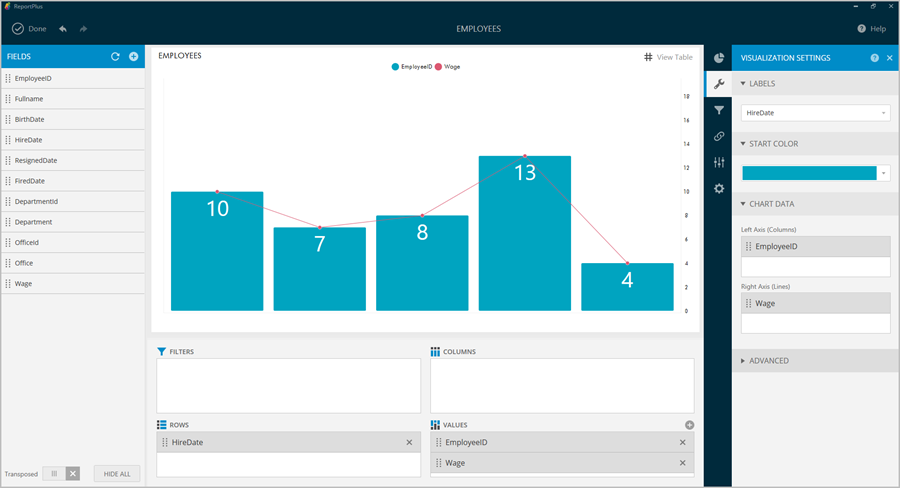 ReportPlus
Done
EMPLOYEES
Help
FIELDS
EmployeeID
Fullname
BirthDate
HireDate
ResignedDate
FiredDate
DepartmentId
Department
OfficeId
Office
Wage
Transposed
HIDE ALL
EMPLOYEES
View Table
EmployeeID Wage
18
16
14
12
10
8
6
4
2
0
10
7
8
13
4
FILTERS
COLUMNS
ROWS
HireDate
VALUES
EmployeeID
Wage
VISUALIZATION SETTINGS
LABELS
HireDate
START COLOR
CHART DATA
Left Axis (Columns)
EmployeeID
Right Axis (Lines)
Wage
ADVANCED